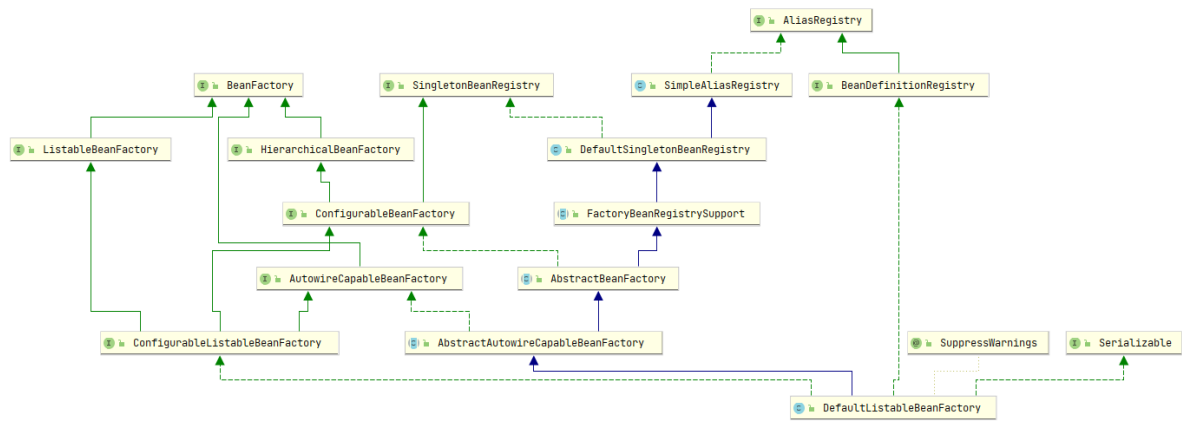 AliasRegistry
BeanFactory
SingletonBeanRegistry
SimpleAliasRegistry
BeanDefinitionRegistry
ListableBeanFactory
HierarchicalBeanFactory
DefaultSingletonBeanRegistry
ConfigurableBeanFactory
FactoryBeanRegistrySupport
AutowireCapableBeanFactory
AbstractBeanFactory
ConfigurableListableBeanFactory
AbstractAutowireCapableBeanFactory
SuppressWarnings
Serializable
DefaultListableBeanFactory